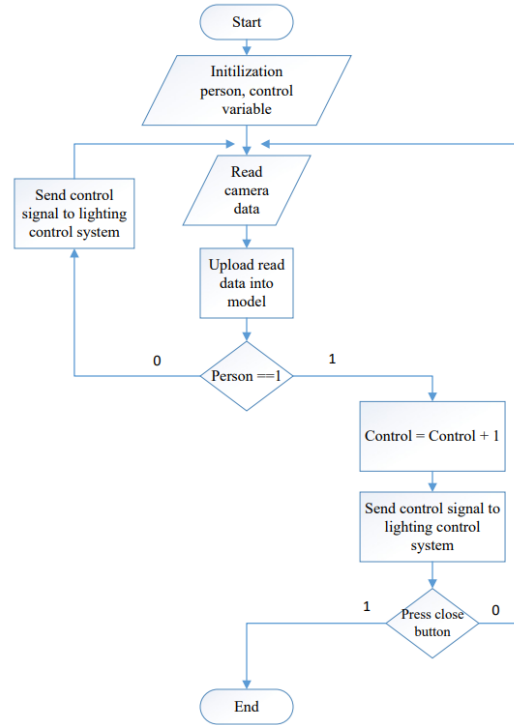 Start
Initilization
person, control
variable
Read
camera
data
Send control
signal to lighting
control system
Upload read
data into
model
0
Person ==1
1
Control = Control + 1
Send control signal to
lighting control
system
1
Press close
button
0
End